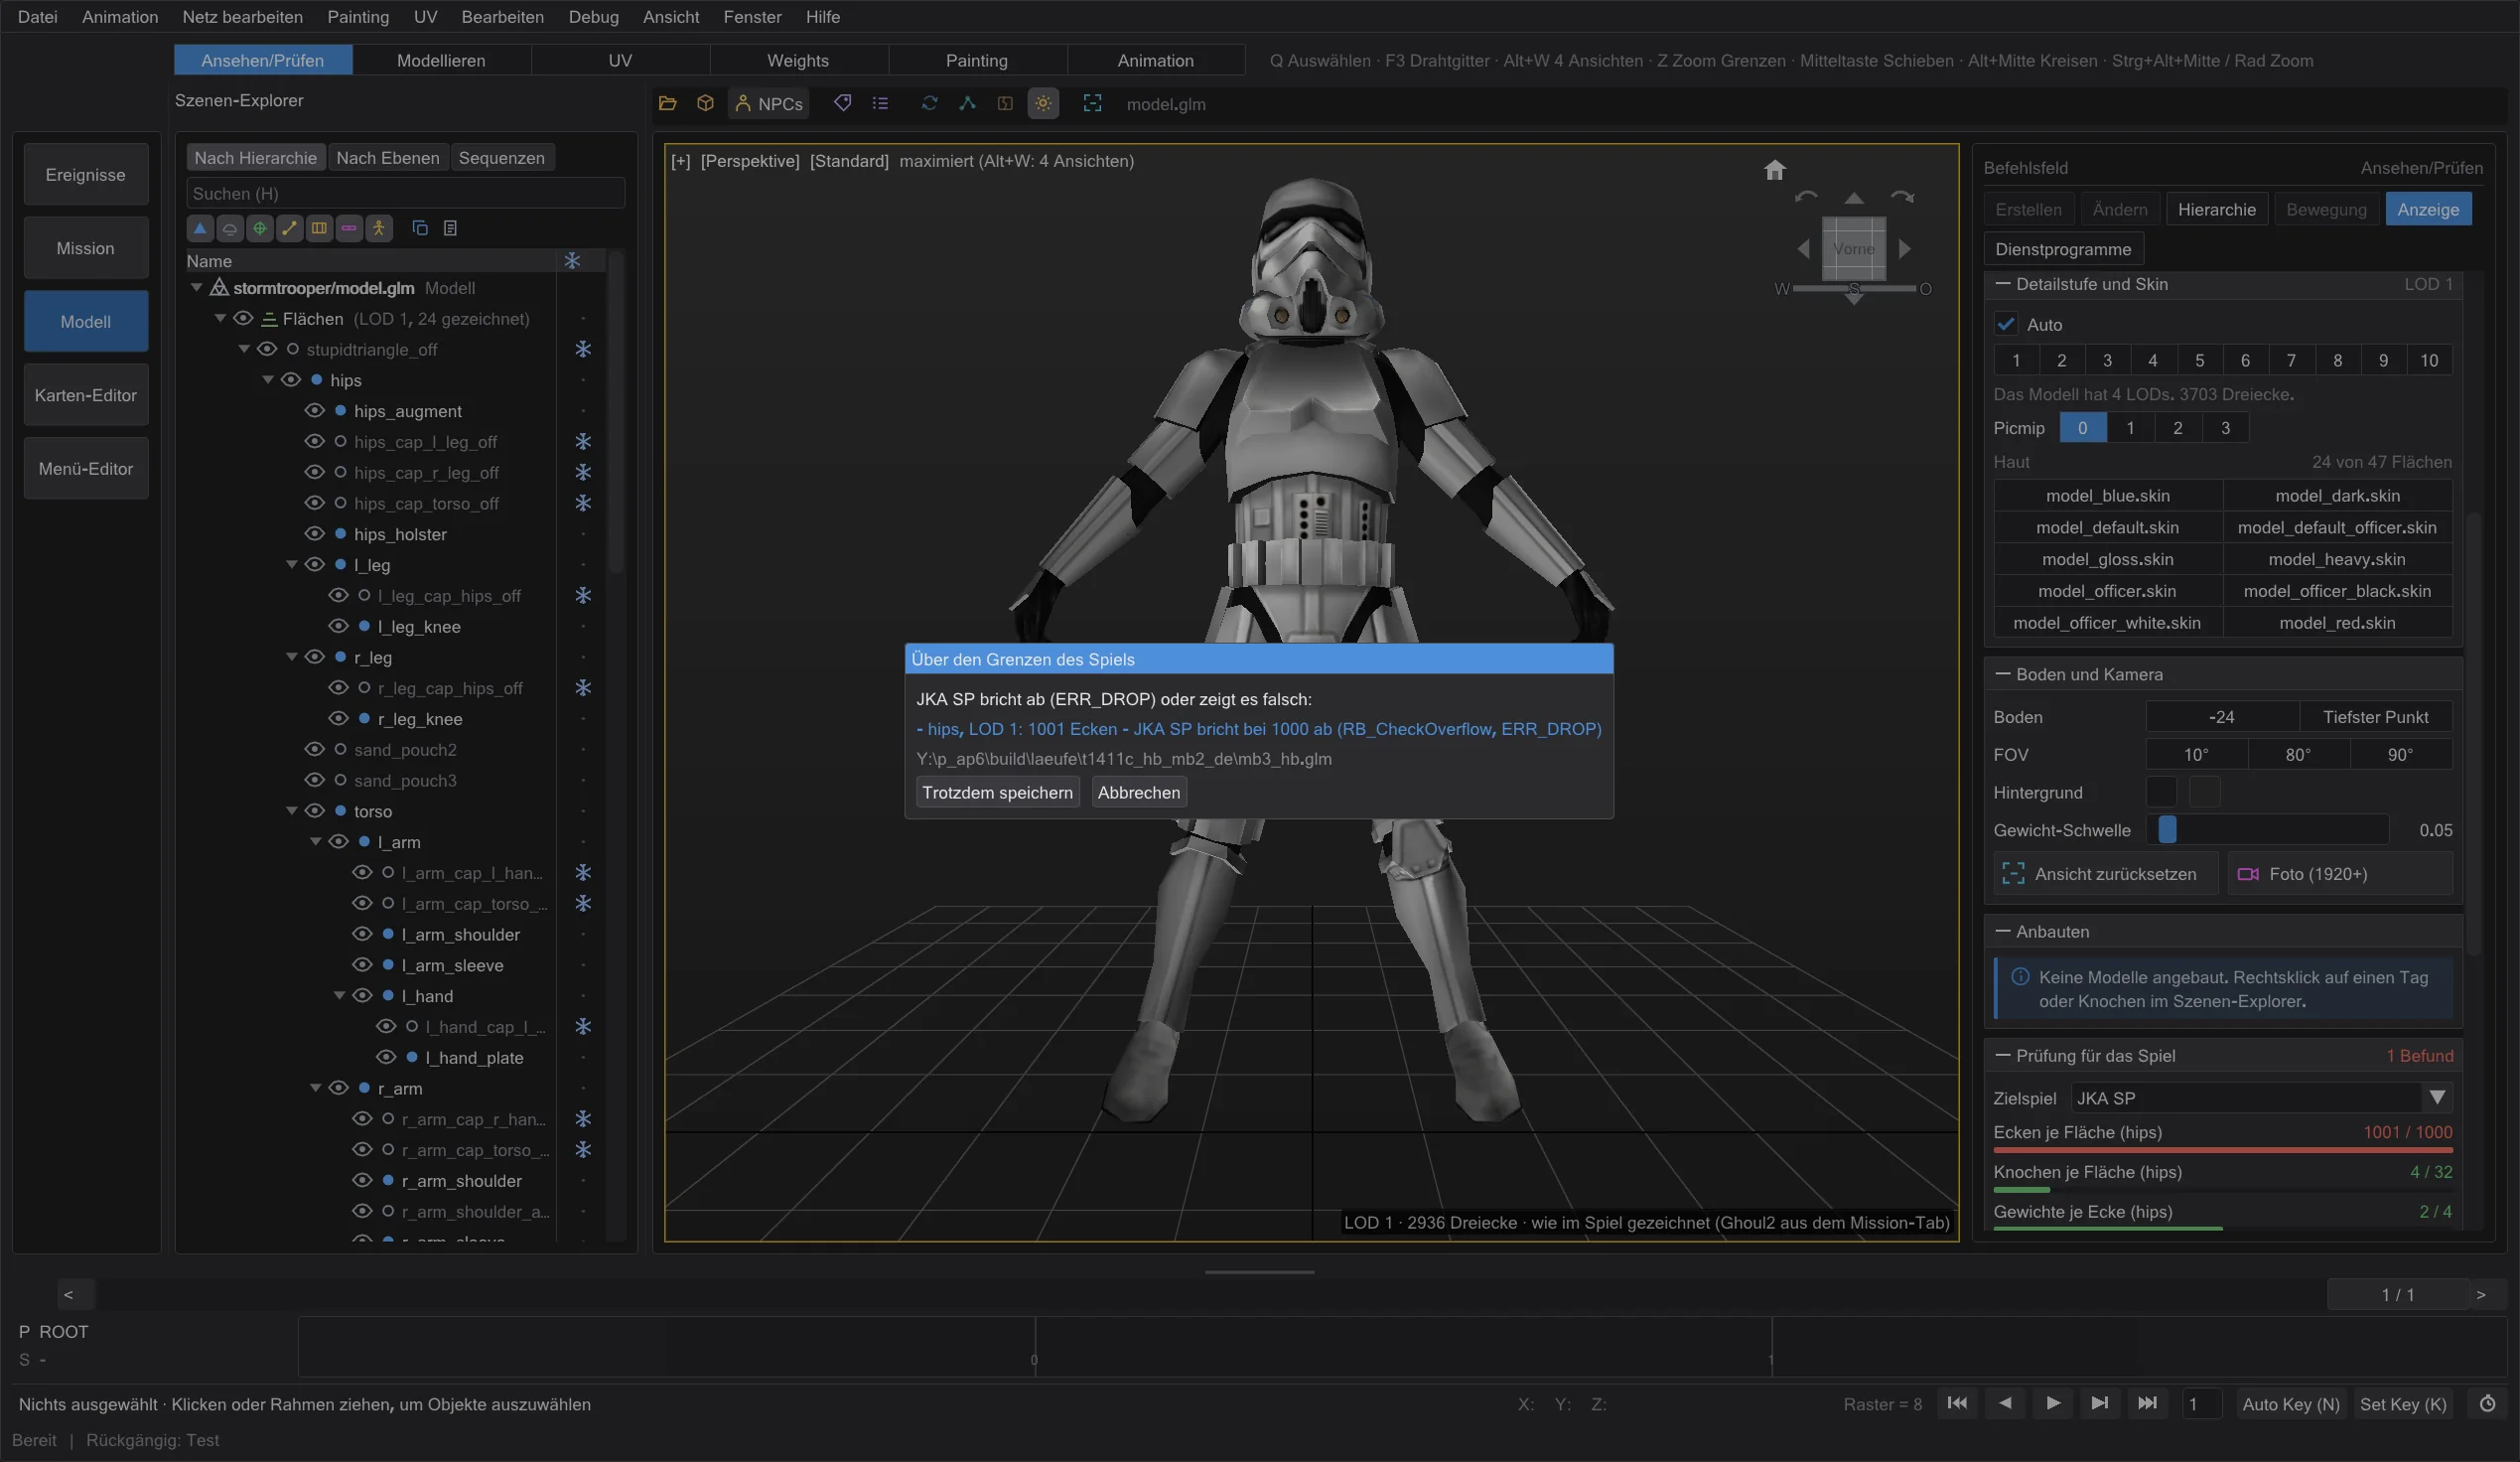 Datei Animation Netz bearbeiten Painting UV Bearbeiten Debug Ansicht Fenster Hilfe
Ansehen/Prüfen Modellieren UV Weights Painting Animation Q Auswählen · F3 Drahtgitter · Alt+W 4 Ansichten · Z Zoom Grenzen · Mitteltaste Schieben · Alt+Mitte Kreisen · Strg+Alt+Mitte / Rad Zoom
Szenen-Explorer
NPCs model.glm
Ereignisse
Mission
Modell
Karten-Editor
Menü-Editor
Nach Hierarchie Nach Ebenen Sequenzen
Suchen (H)
Name
stormtrooper/model.glm Modell
Flächen (LOD 1, 24 gezeichnet)
stupidtriangle_off
hips
hips_augment
hips_cap_l_leg_off
hips_cap_r_leg_off
hips_cap_torso_off
hips_holster
l_leg
l_leg_cap_hips_off
l_leg_knee
r_leg
r_leg_cap_hips_off
r_leg_knee
sand_pouch2
sand_pouch3
torso
l_arm
l_arm_cap_l_han...
l_arm_cap_torso_...
l_arm_shoulder
l_arm_sleeve
l_hand
l_hand_cap_l_...
l_hand_plate
r_arm
r_arm_cap_r_han...
r_arm_cap_torso_...
r_arm_shoulder
r_arm_shoulder_a...
r_arm_sleeve
[+] [Perspektive] [Standard] maximiert (Alt+W: 4 Ansichten)
Vorne
W S O
Über den Grenzen des Spiels
JKA SP bricht ab (ERR_DROP) oder zeigt es falsch:
- hips, LOD 1: 1001 Ecken - JKA SP bricht bei 1000 ab (RB_CheckOverflow, ERR_DROP)
Y:\p_ap6\build\laeufe\t1411c_hb_mb2_de\mb3_hb.glm
Trotzdem speichern Abbrechen
LOD 1 · 2936 Dreiecke · wie im Spiel gezeichnet (Ghoul2 aus dem Mission-Tab)
Befehlsfeld Ansehen/Prüfen
Erstellen Ändern Hierarchie Bewegung Anzeige
Dienstprogramme
Detailstufe und Skin LOD 1
Auto
1 2 3 4 5 6 7 8 9 10
Das Modell hat 4 LODs. 3703 Dreiecke.
Picmip 0 1 2 3
Haut 24 von 47 Flächen
model_blue.skin model_dark.skin
model_default.skin model_default_officer.skin
model_gloss.skin model_heavy.skin
model_officer.skin model_officer_black.skin
model_officer_white.skin model_red.skin
Boden und Kamera
Boden -24 Tiefster Punkt
FOV 10° 80° 90°
Hintergrund
Gewicht-Schwelle 0.05
Ansicht zurücksetzen Foto (1920+)
Anbauten
Keine Modelle angebaut. Rechtsklick auf einen Tag
oder Knochen im Szenen-Explorer.
Prüfung für das Spiel 1 Befund
Zielspiel JKA SP
Ecken je Fläche (hips) 1001 / 1000
Knochen je Fläche (hips) 4 / 32
Gewichte je Ecke (hips) 2 / 4
< 1 / 1 >
P ROOT
S -
0 1
Nichts ausgewählt · Klicken oder Rahmen ziehen, um Objekte auszuwählen X: Y: Z: Raster = 8 1 Auto Key (N) Set Key (K)
Bereit | Rückgängig: Test